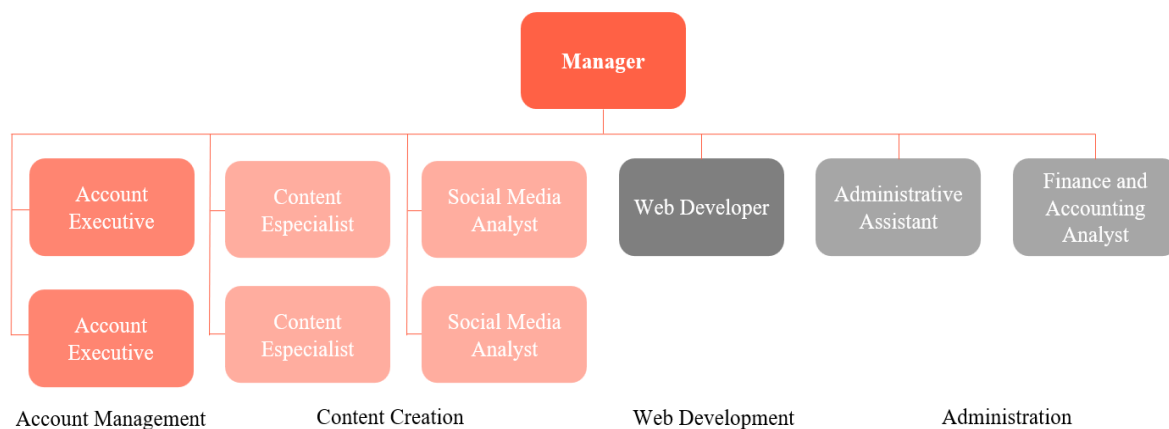 Manager
Account
Executive
Content
Especialist
Social Media
Analyst
Web Developer
Administrative
Assistant
Finance and
Accounting
Analyst
Account
Executive
Content
Especialist
Social Media
Analyst
Account Management
Content Creation
Web Development
Administration